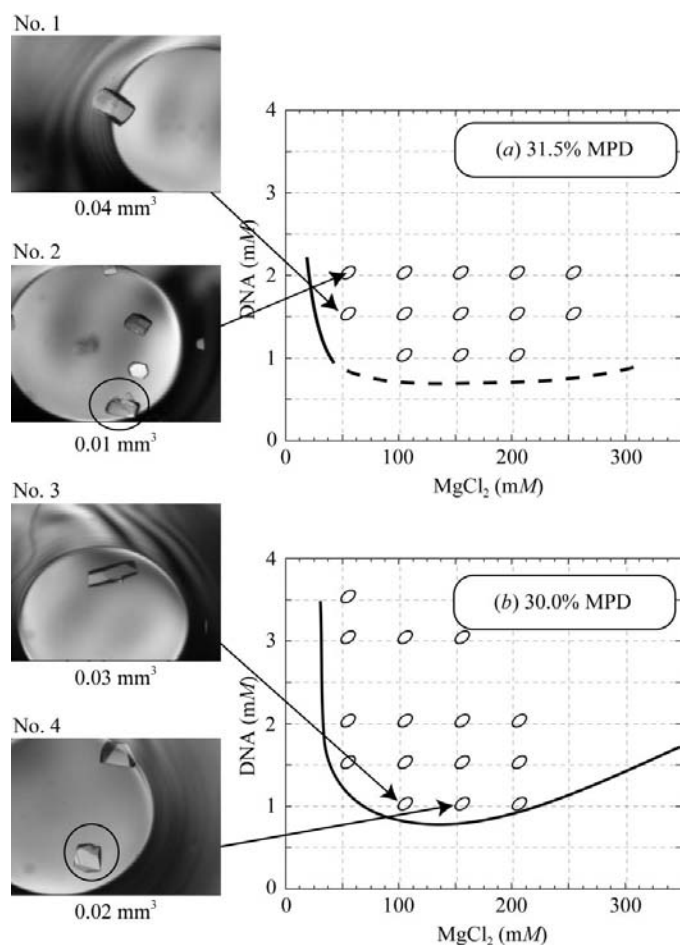 No. 1
0.04 mm³
No. 2
0.01 mm³
No. 3
0.03 mm³
No. 4
0.02 mm³
(a) 31.5% MPD
4
3
2
1
0
DNA (mM)
0 100 200 300
MgCl₂ (mM)
(b) 30.0% MPD
4
3
2
1
0
DNA (mM)
0 100 200 300
MgCl₂ (mM)